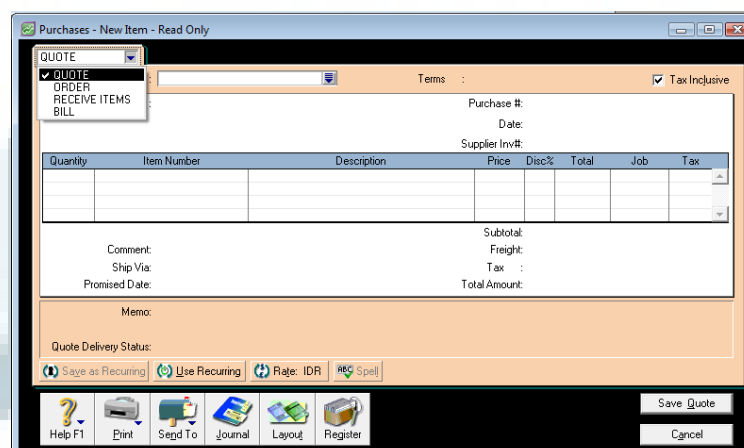 Purchases - New Item - Read Only
QUOTE
✓ QUOTE
ORDER
RECEIVE ITEMS
BILL
:
Terms :
Tax Inclusive
:
Purchase #:
Date:
Supplier Inv#:
Quantity Item Number Description Price Disc% Total Job Tax
Subtotal:
Comment: Freight:
Ship Via: Tax :
Promised Date: Total Amount:
Memo:
Quote Delivery Status:
Save as Recurring Use Recurring Rate: IDR ABC Spell
Help F1 Print Send To Journal Layout Register
Save Quote
Cancel